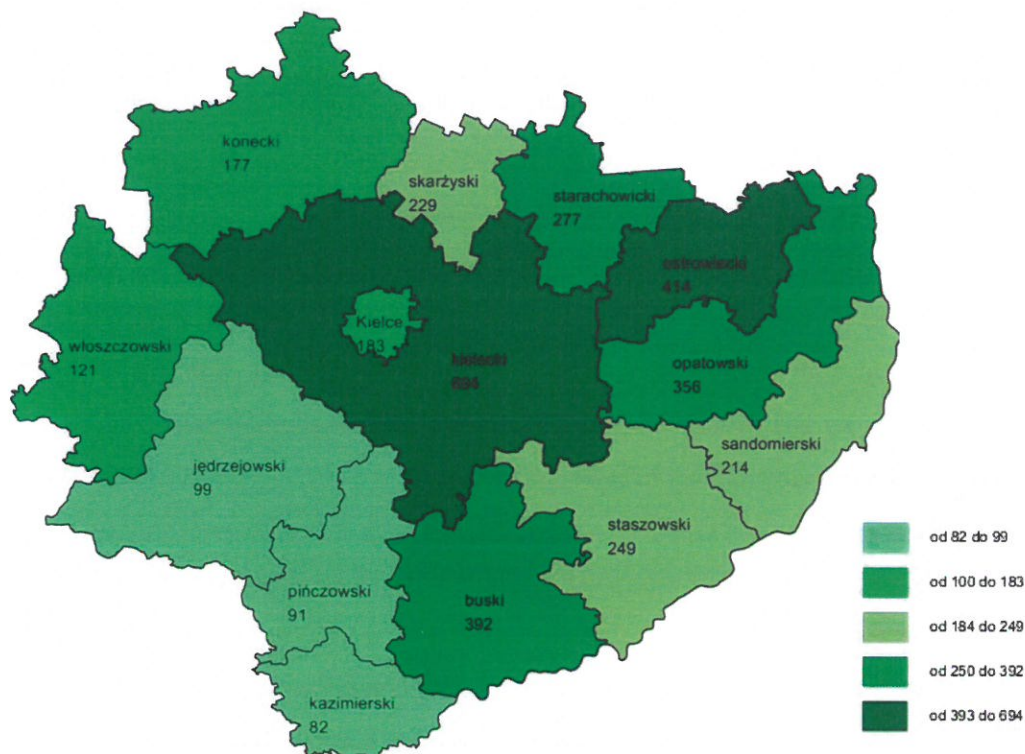 konecki
177
skarżyski
229
starachowicki
277
ostrowiecki
414
Kielce
183
włoszczowski
121
kielecki
694
opatowski
356
sandomierski
214
jędrzejowski
99
staszowski
249
pińczowski
91
buski
392
kazimierski
82
od 82 do 99
od 100 do 183
od 184 do 249
od 250 do 392
od 393 do 694